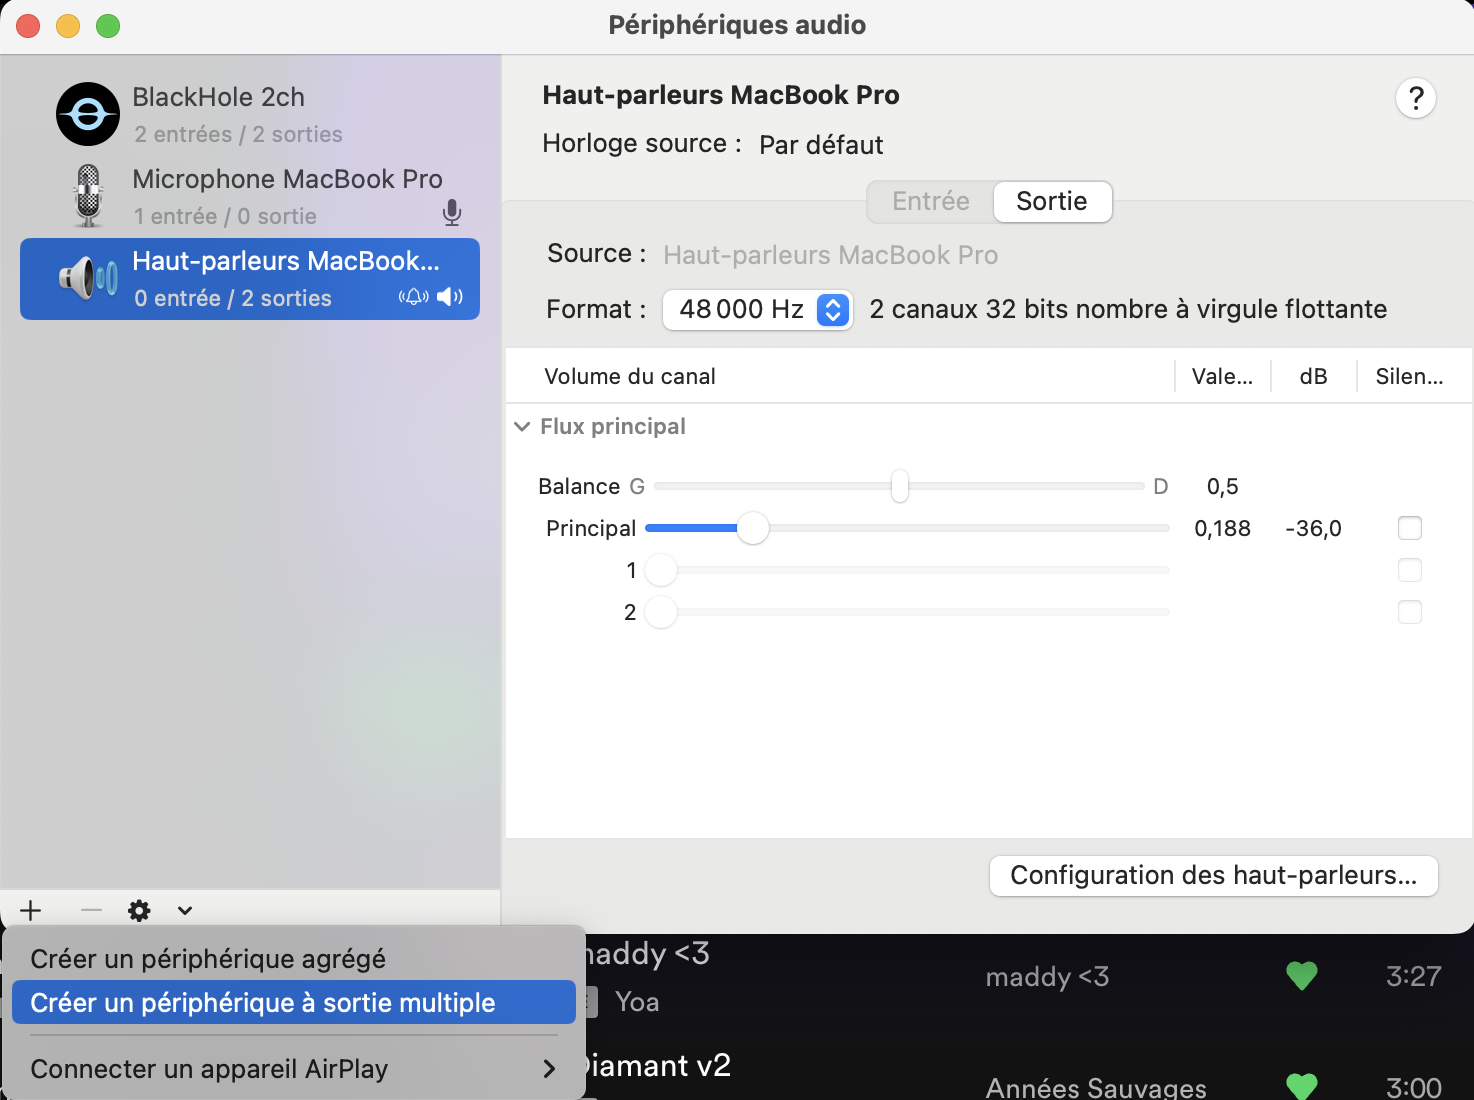 Périphériques audio
BlackHole 2ch
2 entrées / 2 sorties
Microphone MacBook Pro
1 entrée / 0 sortie
Haut-parleurs MacBook...
0 entrée / 2 sorties
Haut-parleurs MacBook Pro
?
Horloge source : Par défaut
Entrée Sortie
Source : Haut-parleurs MacBook Pro
Format : 48 000 Hz 2 canaux 32 bits nombre à virgule flottante
Volume du canal Vale... dB Silen...
Flux principal
Balance G D 0,5
Principal 0,188 -36,0
1
2
Configuration des haut-parleurs...
Créer un périphérique agrégé
Créer un périphérique à sortie multiple
Connecter un appareil AirPlay
maddy <3
Yoa
maddy <3 3:27
Diamant v2
Années Sauvages 3:00